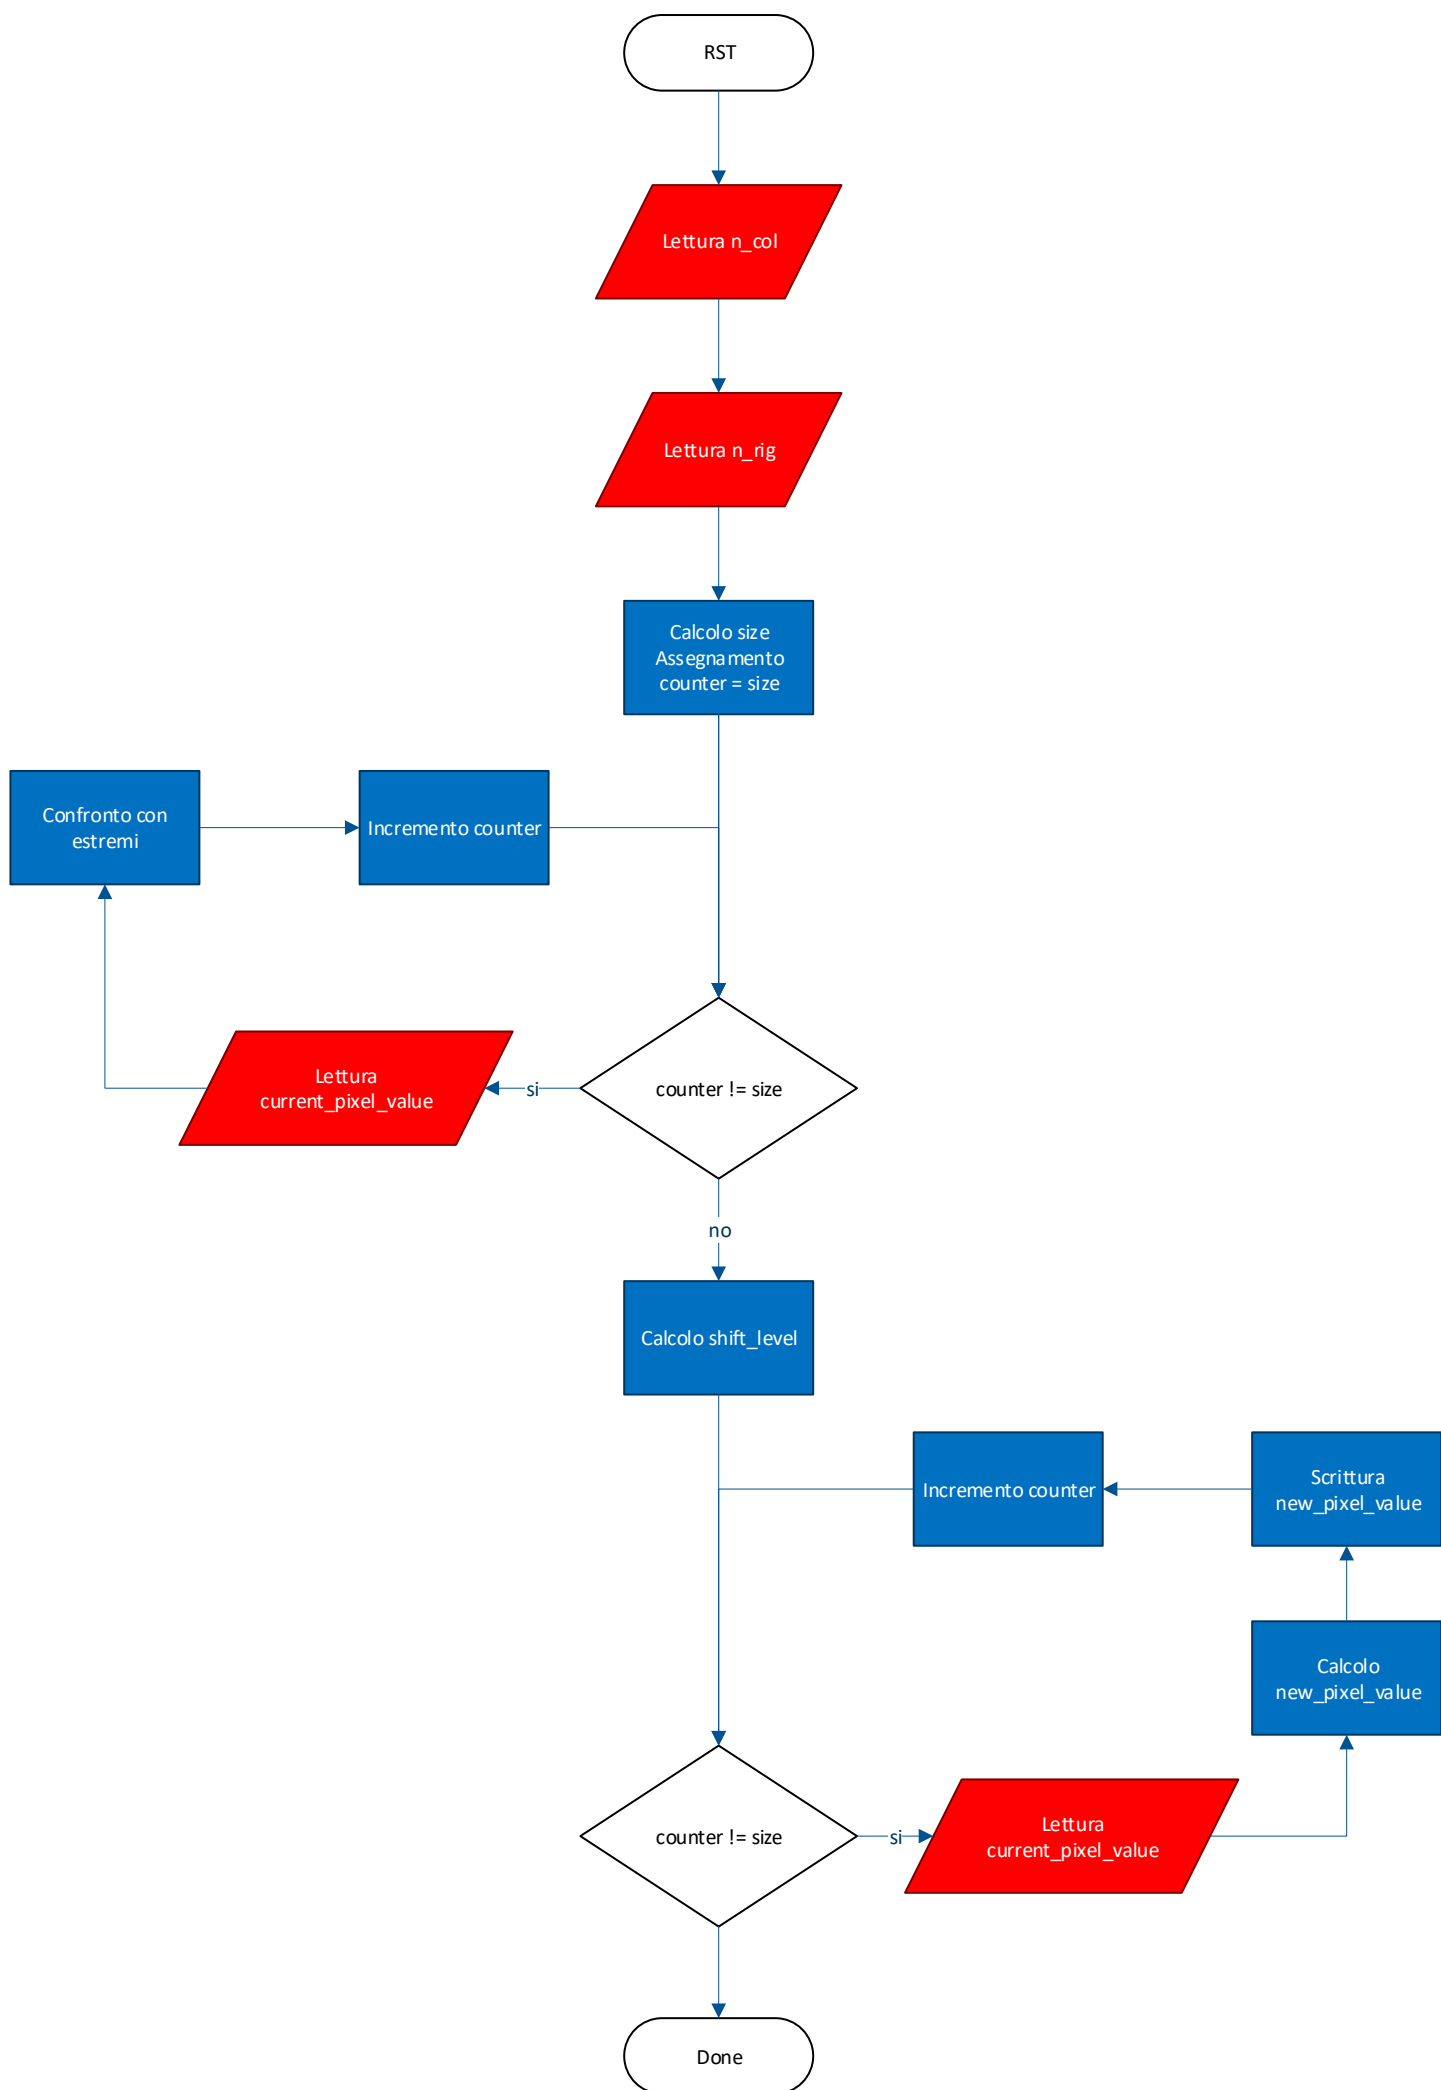 RST
Lettura n_col
Lettura n_rig
Calcolo size
Assegnamento
counter = size
Confronto con
estremi
Incremento counter
Lettura
current_pixel_value
si
counter != size
no
Calcolo shift_level
Incremento counter
Scrittura
new_pixel_value
Calcolo
new_pixel_value
counter != size
si
Lettura
current_pixel_value
Done